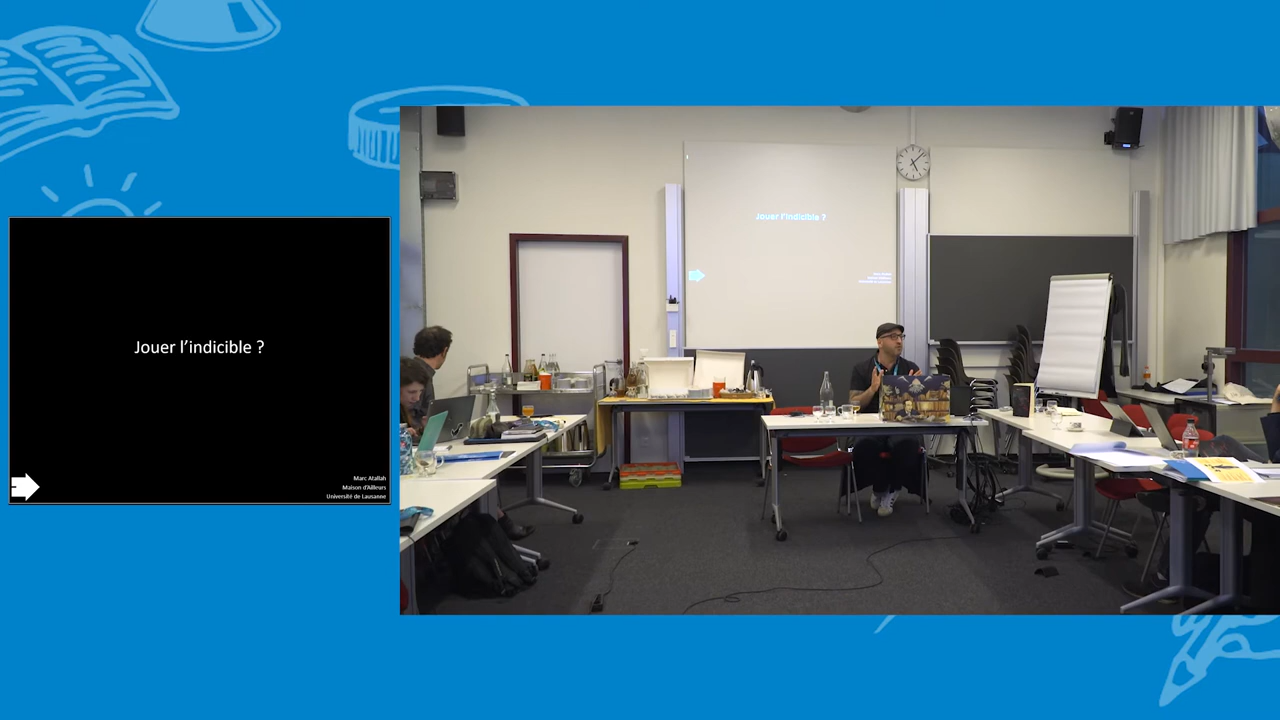 Jouer l'indicible ?
Marc Atallah
Maison d'Ailleurs
Université de Lausanne
Jouer l'indicible ?